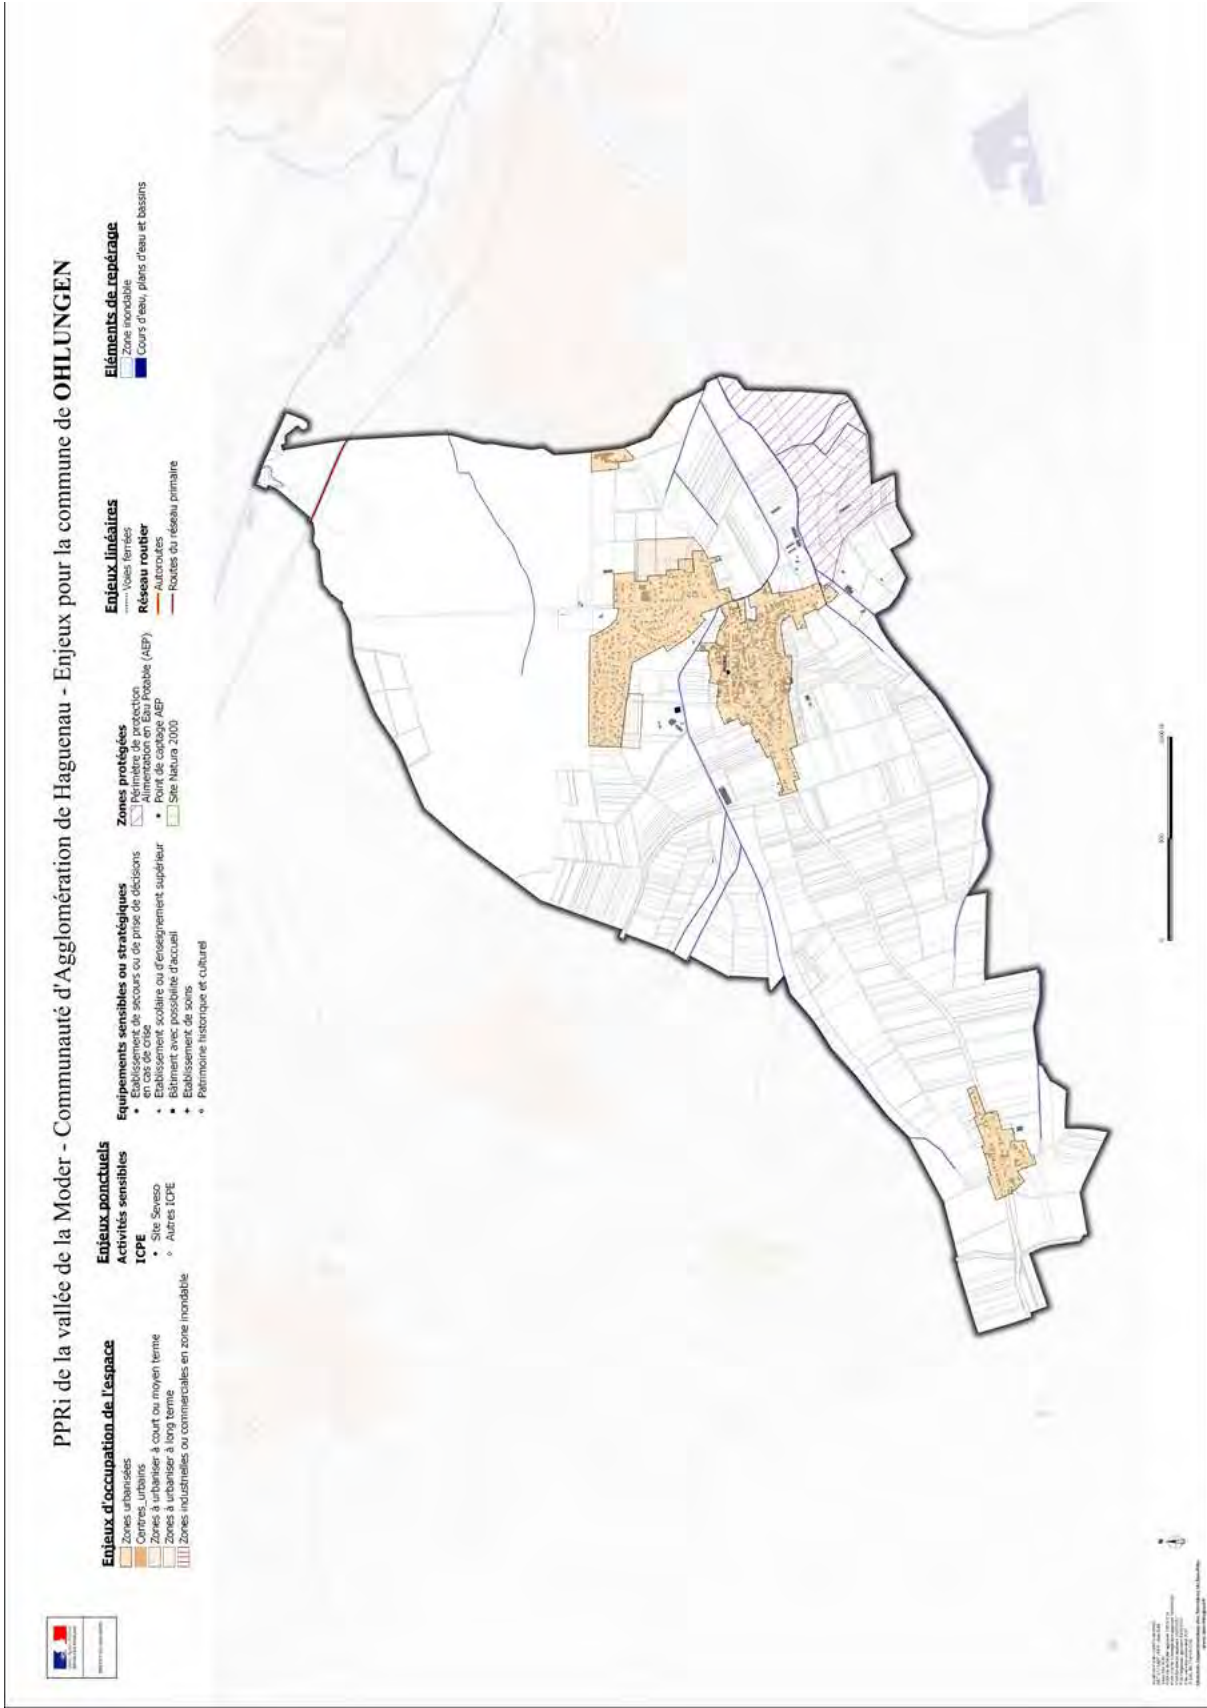 PPRi de la vallée de la Moder - Communauté d'Agglomération de Haguenau - Enjeux pour la commune de OHLUNGEN
Enjeux d'occupation de l'espace
Zones urbanisées
Centres_urbains
Zones à urbaniser à court ou moyen terme
Zones à urbaniser à long terme
Zones industrielles ou commerciales en zone inondable
Enjeux ponctuels
Activités sensibles
ICPE
Site Seveso
Autres ICPE
Equipements sensibles ou stratégiques
Etablissement de secours ou de prise de décisions
en cas de crise
Etablissement scolaire ou d'enseignement supérieur
Bâtiment avec possibilité d'accueil
Etablissement de soins
Patrimoine historique et culturel
Zones protégées
Périmètre de protection
Alimentation en Eau Potable (AEP)
Point de captage AEP
Site Natura 2000
Enjeux linéaires
Voies ferrées
Réseau routier
Autoroutes
Routes du réseau primaire
Eléments de repérage
Zone inondable
Cours d'eau, plans d'eau et bassins